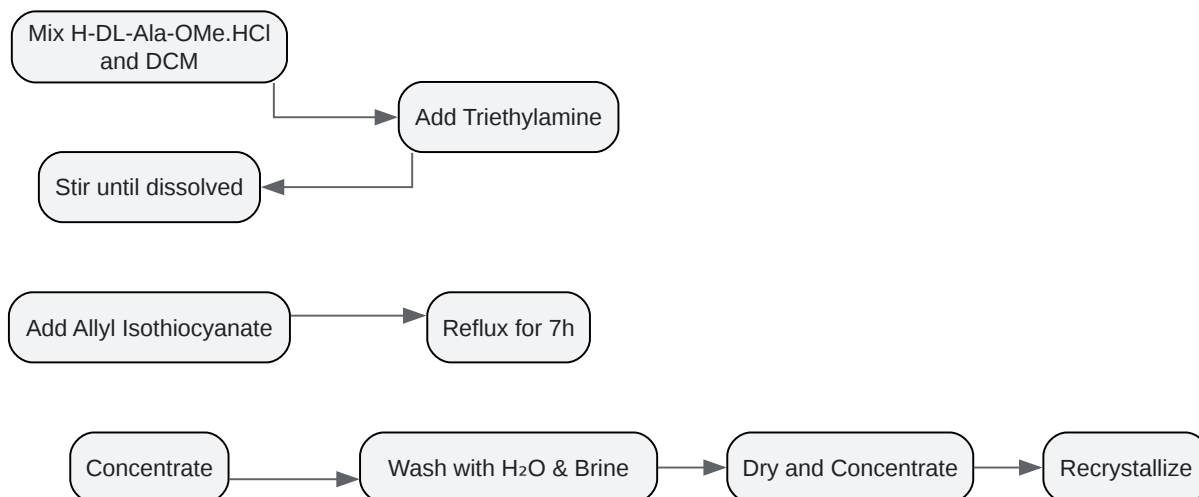 Mix H-DL-Ala-OMe.HCl
and DCM
Add Triethylamine
Stir until dissolved
Add Allyl Isothiocyanate
Reflux for 7h
Concentrate
Wash with H₂O & Brine
Dry and Concentrate
Recrystallize